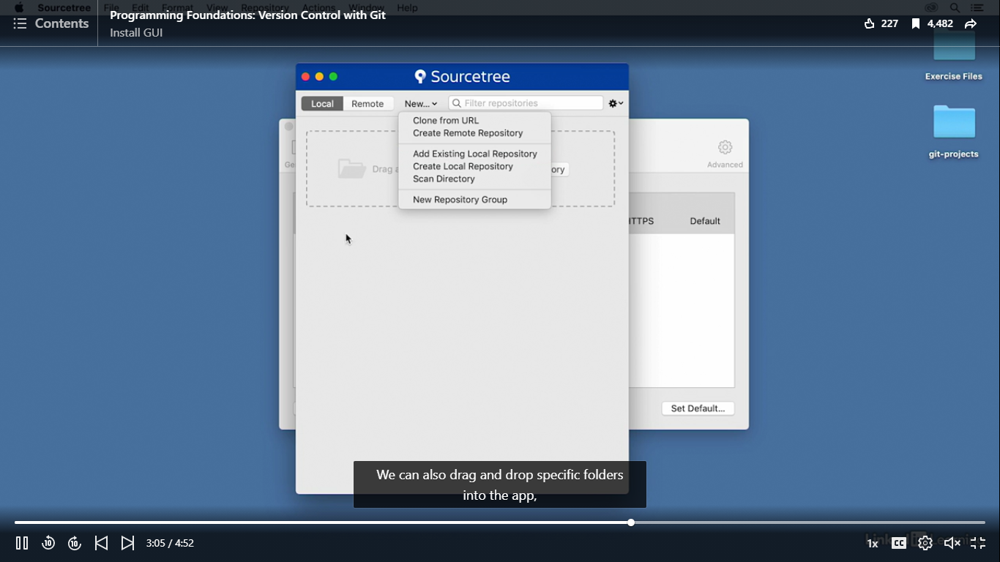 Sourcetree File Edit Format View Repository Actions Window Help
Contents
Programming Foundations: Version Control with Git
Install GUI
227
4,482
Exercise Files
git-projects
Sourcetree
Local Remote New... Filter repositories
Clone from URL
Create Remote Repository
Add Existing Local Repository
Create Local Repository
Scan Directory
New Repository Group
Drag
ory
Advanced
HTTPS Default
Set Default...
We can also drag and drop specific folders
into the app,
10 10 3:05 / 4:52
1x CC